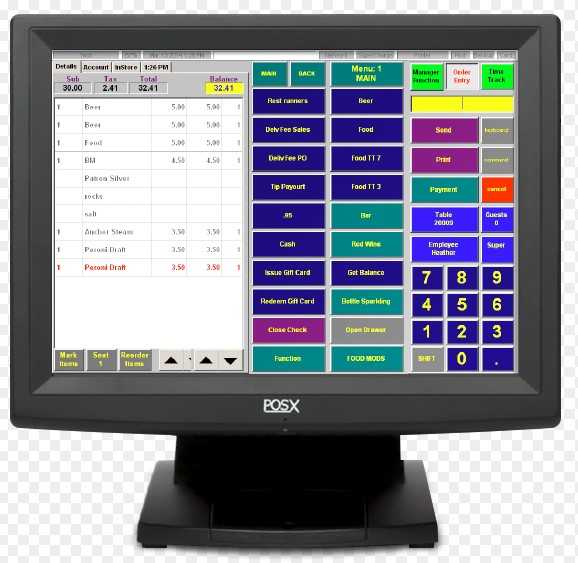 Details Account InStore 1:26 PM
Sub Tax Total Balance
30.00 2.41 32.41 32.41
1 Beer 5.00 5.00 1
1 Beer 5.00 5.00 1
1 Food 5.00 5.00 1
1 BM 4.50 4.50 1
Patron Silver
rocks
salt
1 Anchor Steam 3.50 3.50 1
1 Peroni Draft 3.50 3.50 1
1 Peroni Draft 3.50 3.50 1
Mark Items
Seat 1
Reorder Items
MAIN BACK
Menu: 1
MAIN
Rest runners Beer
Delv Fee Sales Food
Deliv Fee PO Food TT 7
Tip Payout Food TT 3
.95 Bar
Cash Red Wine
Issue Gift Card Get Balance
Redeem Gift Card Bottle Sparkling
Close Check Open Drawer
Function FOOD MODS
Manager Function
Order Entry
Time Track
Send keyboard
Print command
Payment cancel
Table 20009
Guests 0
Employee Heather
Super
7 8 9
4 5 6
1 2 3
SHIFT 0 .
POSX